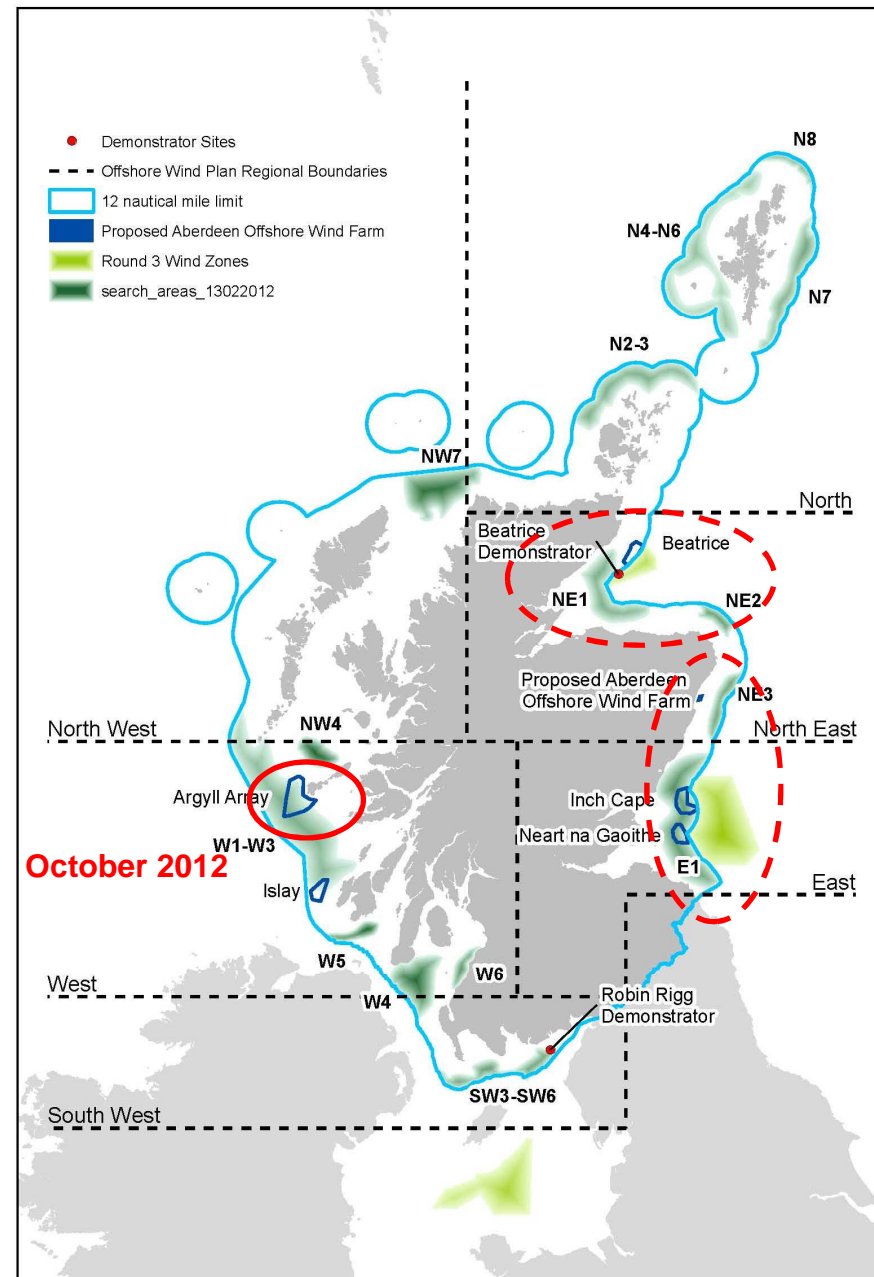 Demonstrator Sites
Offshore Wind Plan Regional Boundaries
12 nautical mile limit
Proposed Aberdeen Offshore Wind Farm
Round 3 Wind Zones
search_areas_13022012
N8
N4-N6
N7
N2-3
NW7
North
Beatrice
Demonstrator
Beatrice
NE1
NE2
Proposed Aberdeen
Offshore Wind Farm
NE3
North West
NW4
North East
Argyll Array
Inch Cape
Neart na Gaoithe
W1-W3
October 2012
E1
Islay
East
W5
W6
West
W4
Robin Rigg
Demonstrator
SW3-SW6
South West